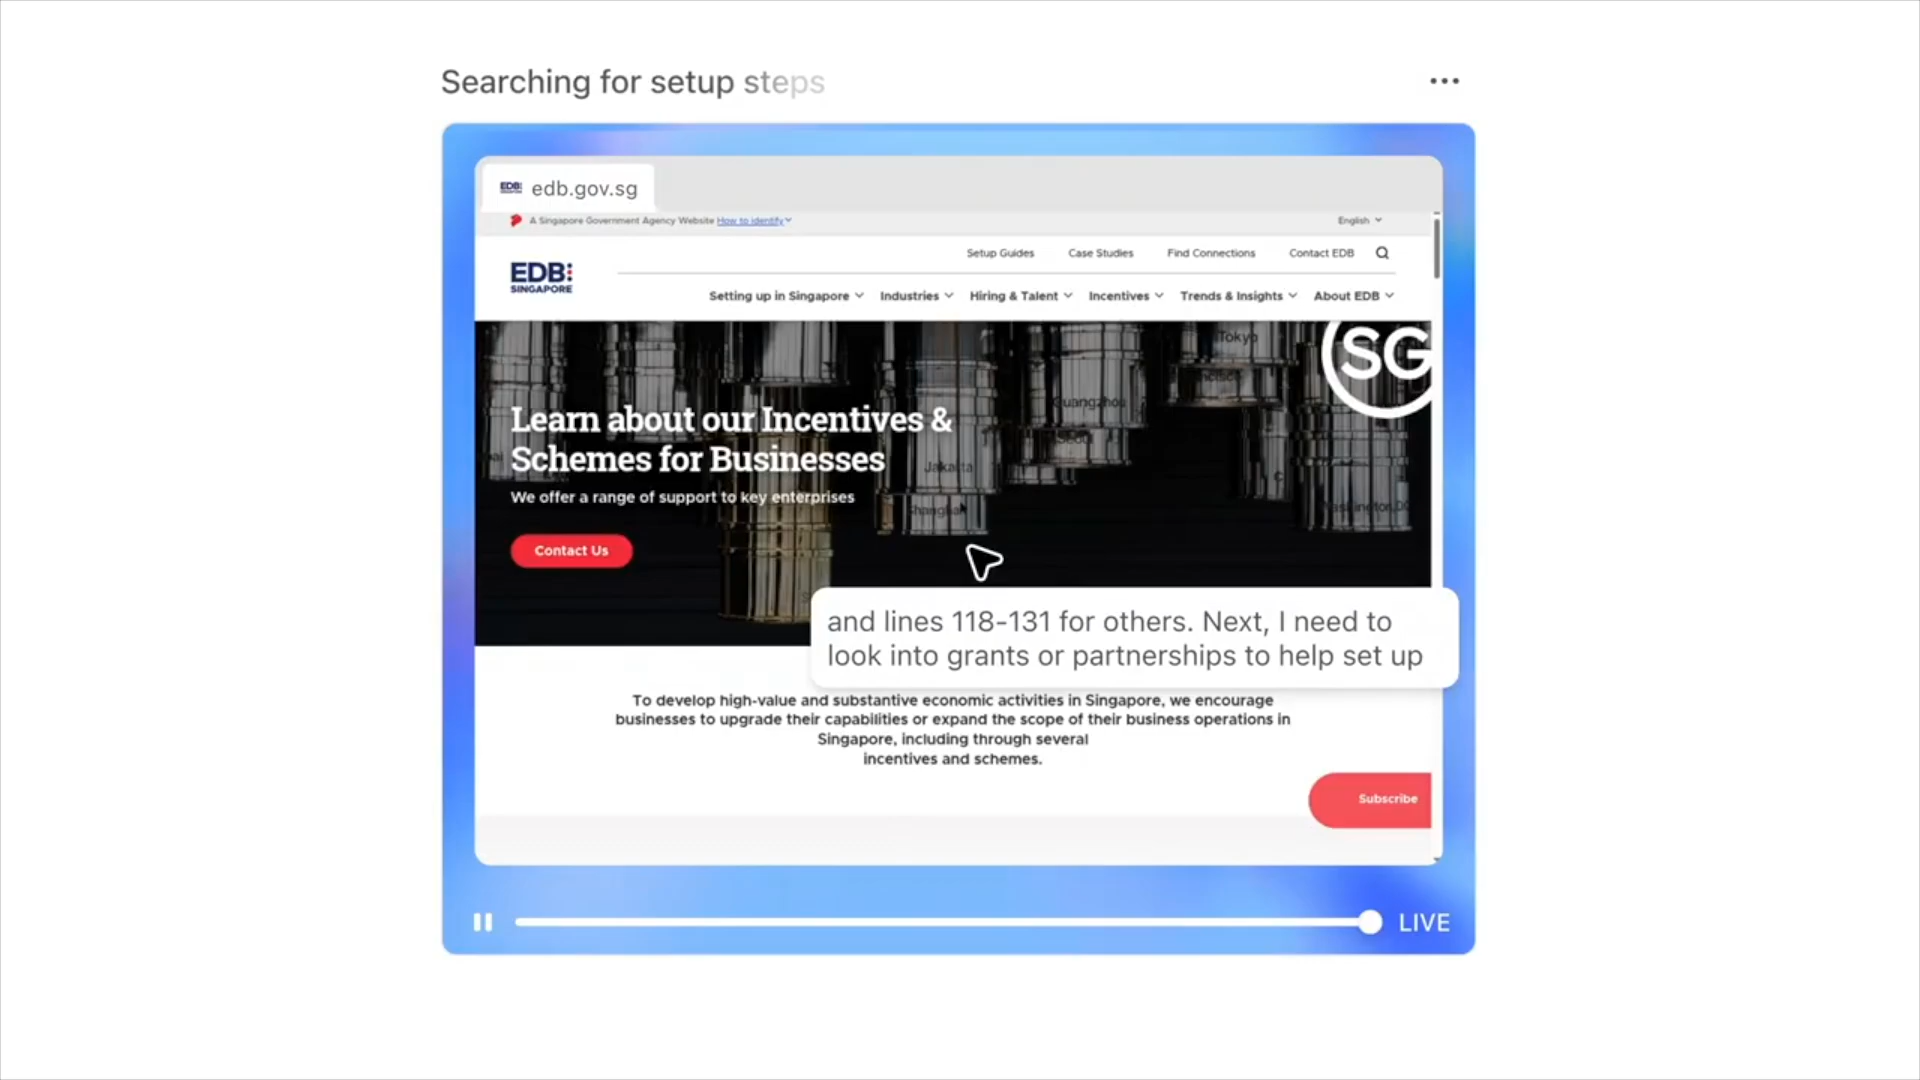 Searching for setup steps
EDB: edb.gov.sg
A Singapore Government Agency Website How to identify
English
Setup Guides Case Studies Find Connections Contact EDB
EDB:
SINGAPORE
Setting up in Singapore Industries Hiring & Talent Incentives Trends & Insights About EDB
Tokyo
SG
Guangzhou
Seoul
Learn about our Incentives &
Schemes for Businesses
Jakarta
We offer a range of support to key enterprises
Shanghai
Washington, DC
Contact Us
and lines 118-131 for others. Next, I need to
look into grants or partnerships to help set up
To develop high-value and substantive economic activities in Singapore, we encourage
businesses to upgrade their capabilities or expand the scope of their business operations in
Singapore, including through several
incentives and schemes.
Subscribe
LIVE